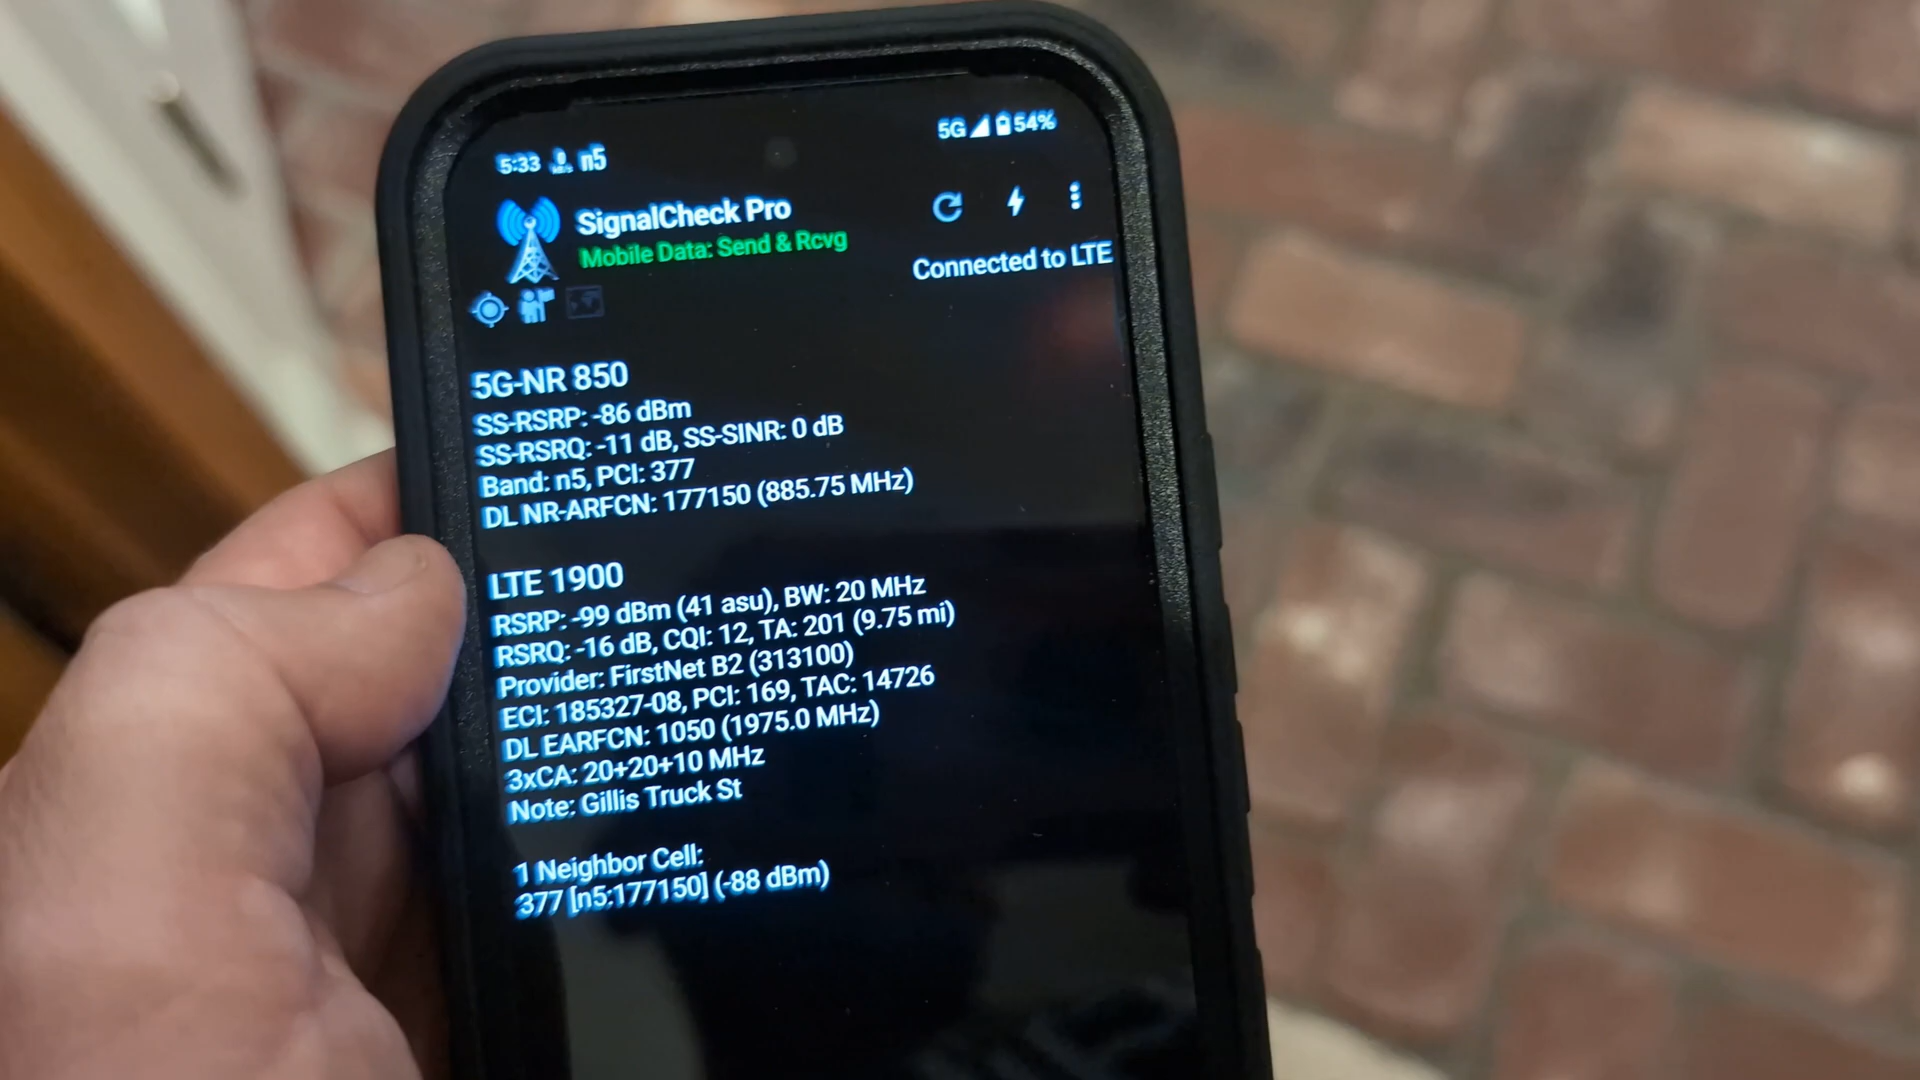 5:33 n5 5G 54%
SignalCheck Pro
Mobile Data: Send & Rcvg
Connected to LTE
5G-NR 850
SS-RSRP: -86 dBm
SS-RSRQ: -11 dB, SS-SINR: 0 dB
Band: n5, PCI: 377
DL NR-ARFCN: 177150 (885.75 MHz)
LTE 1900
RSRP: -99 dBm (41 asu), BW: 20 MHz
RSRQ: -16 dB, CQI: 12, TA: 201 (9.75 mi)
Provider: FirstNet B2 (313100)
ECI: 185327-08, PCI: 169, TAC: 14726
DL EARFCN: 1050 (1975.0 MHz)
3xCA: 20+20+10 MHz
Note: Gillis Truck St
1 Neighbor Cell:
377 [n5:177150] (-88 dBm)